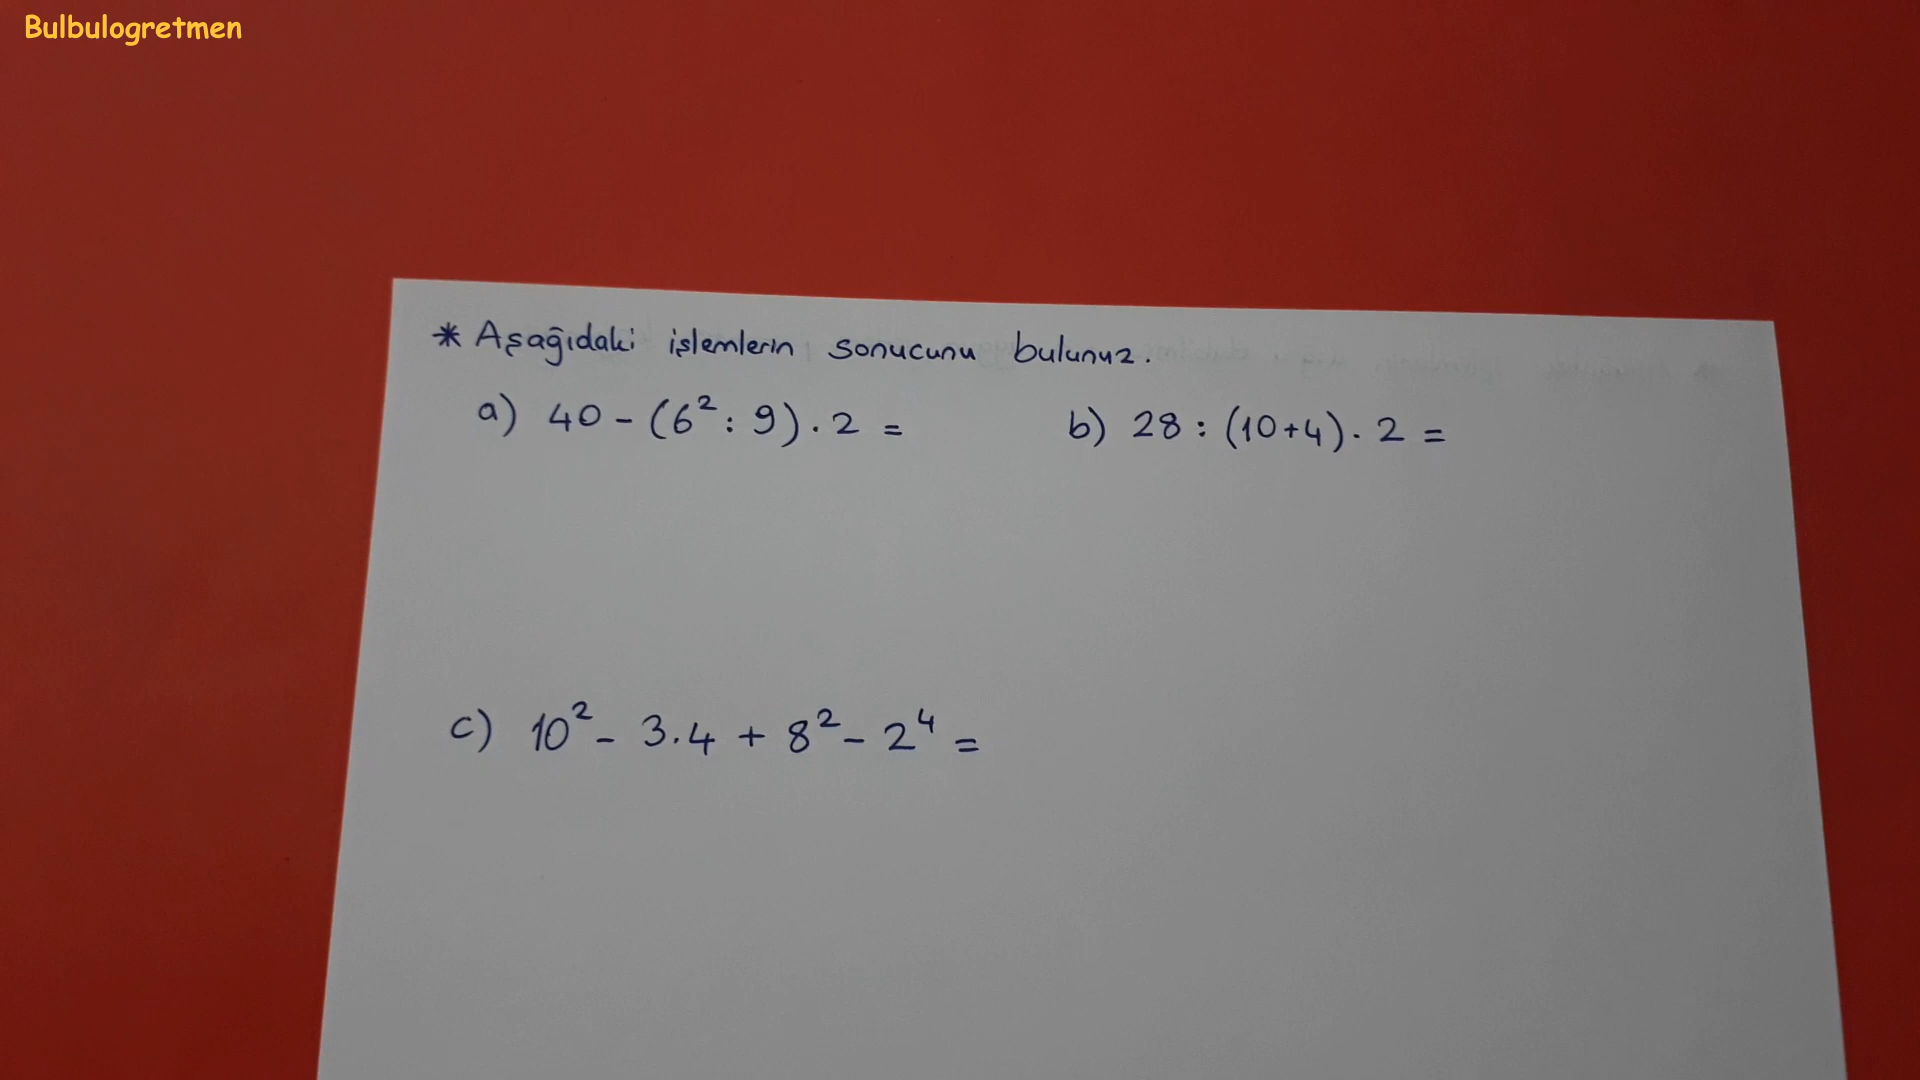 Bulbulogretmen
* Aşağıdaki işlemlerin sonucunu bulunuz.
a) 40 - (6² : 9) . 2 =
b) 28 : (10+4) . 2 =
c) 10² - 3.4 + 8² - 2⁴ =